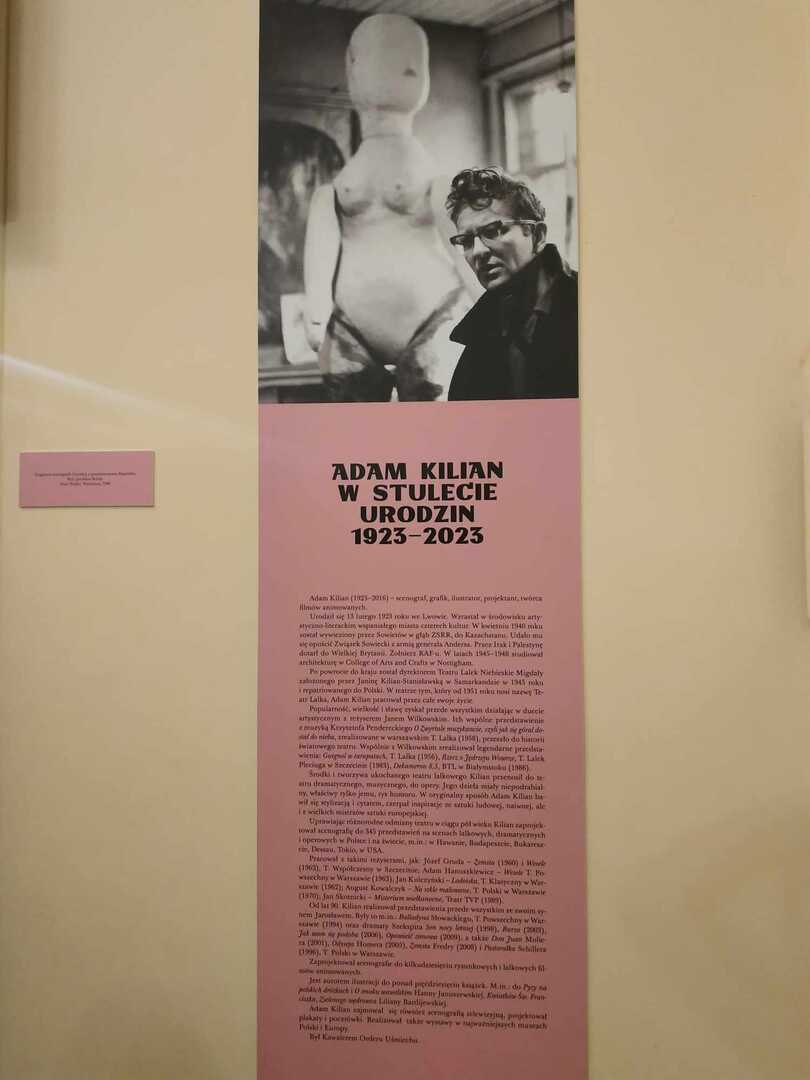 ADAM KILIAN
W STULECIE
URODZIN
1923–2023
Adam Kilian (1923–2016) – scenograf, grafik, ilustrator, projektant, twórca
filmów animowanych.
Urodził się 13 lutego 1923 roku we Lwowie. Wzrastał w środowisku arty-
styczno-literackim wspaniałego miasta czterech kultur. W kwietniu 1940 roku
został wywieziony przez Sowietów w głąb ZSRR, do Kazachstanu. Udało mu
się opuścić Związek Sowiecki z armią generała Andersa. Przez Irak i Palestynę
dotarł do Wielkiej Brytanii. Żołnierz RAF-u. W latach 1945–1948 studiował
architekturę w College of Arts and Crafts w Nottigham.
Po powrocie do kraju został dyrektorem Teatru Lalek Niebieskie Migdały
założonego przez Janinę Kilian-Stanisławską w Samarkandzie w 1943 roku
i repatriowanego do Polski. W teatrze tym, który od 1951 roku nosi nazwę Te-
atr Lalka, Adam Kilian pracował przez całe swoje życie.
Popularność, wielkość i sławę zyskał przede wszystkim działając w duecie
artystycznym z reżyserem Janem Wilkowskim. Ich wspólne przedstawienie
z muzyką Krzysztofa Pendereckiego O Zwyrtale muzykancie, czyli jak się góral do-
stał do nieba, zrealizowane w warszawskim T. Lalka (1958), przeszło do historii
światowego teatru. Wspólnie z Wilkowskim zrealizował legendarne przedsta-
wienia: Guignol w tarapatach, T. Lalka (1956), Rzecz o Jędrzeju Wowrze, T. Lalek
Pleciuga w Szczecinie (1983), Dekameron 8.5, BTL w Białymstoku (1986).
Środki i tworzywa ukochanego teatru lalkowego Kilian przenosił do te-
atru dramatycznego, muzycznego, do opery. Jego dzieła miały niepodrabial-
ny, właściwy tylko jemu, rys humoru. W oryginalny sposób Adam Kilian ba-
wił się stylizacją i cytatem, czerpał inspiracje ze sztuki ludowej, naiwnej, ale
i z wielkich mistrzów sztuki europejskiej.
Uprawiając różnorodne odmiany teatru w ciągu pół wieku Kilian zaprojek-
tował scenografię do 345 przedstawień na scenach lalkowych, dramatycznych
i operowych w Polsce i na świecie, m.in.: w Hawanie, Budapeszcie, Bukaresz-
cie, Dessau, Tokio, w USA.
Pracował z takimi reżyserami, jak: Józef Gruda – Zemsta (1960) i Wesele
(1963), T. Współczesny w Szczecinie; Adam Hanuszkiewicz – Wesele T. Po-
wszechny w Warszawie (1963); Jan Kulczyński – Lodoiska, T. Klasyczny w War-
szawie (1962); August Kowalczyk – Na szkle malowane, T. Polski w Warszawie
(1970); Jan Skotnicki – Misterium wielkanocne, Teatr TVP (1989).
Od lat 90. Kilian realizował przedstawienia przede wszystkim ze swoim sy-
nem Jarosławem. Były to m.in.: Balladyna Słowackiego, T. Powszechny w War-
szawie (1994) oraz dramaty Szekspira Sen nocy letniej (1998), Burza (2003),
Jak wam się podoba (2006), Opowieść zimowa (2009), a także Don Juan Molie-
ra (2001), Odyseja Homera (2005), Zemsta Fredry (2008) i Pastorałka Schillera
(1996), T. Polski w Warszawie.
Zaprojektował scenografie do kilkudziesięciu rysunkowych i lalkowych fil-
mów animowanych.
Jest autorem ilustracji do ponad pięćdziesięciu książek. M.in.: do Pyzy na
polskich dróżkach i O smoku wawelskim Hanny Januszewskiej, Kwiatków Św. Fran-
ciszka, Zielonego wędrowca Liliany Bardijewskiej.
Adam Kilian zajmował się również scenografią telewizyjną, projektował
plakaty i pocztówki. Realizował także wystawy w najważniejszych muzeach
Polski i Europy.
Był Kawalerem Orderu Uśmiechu.